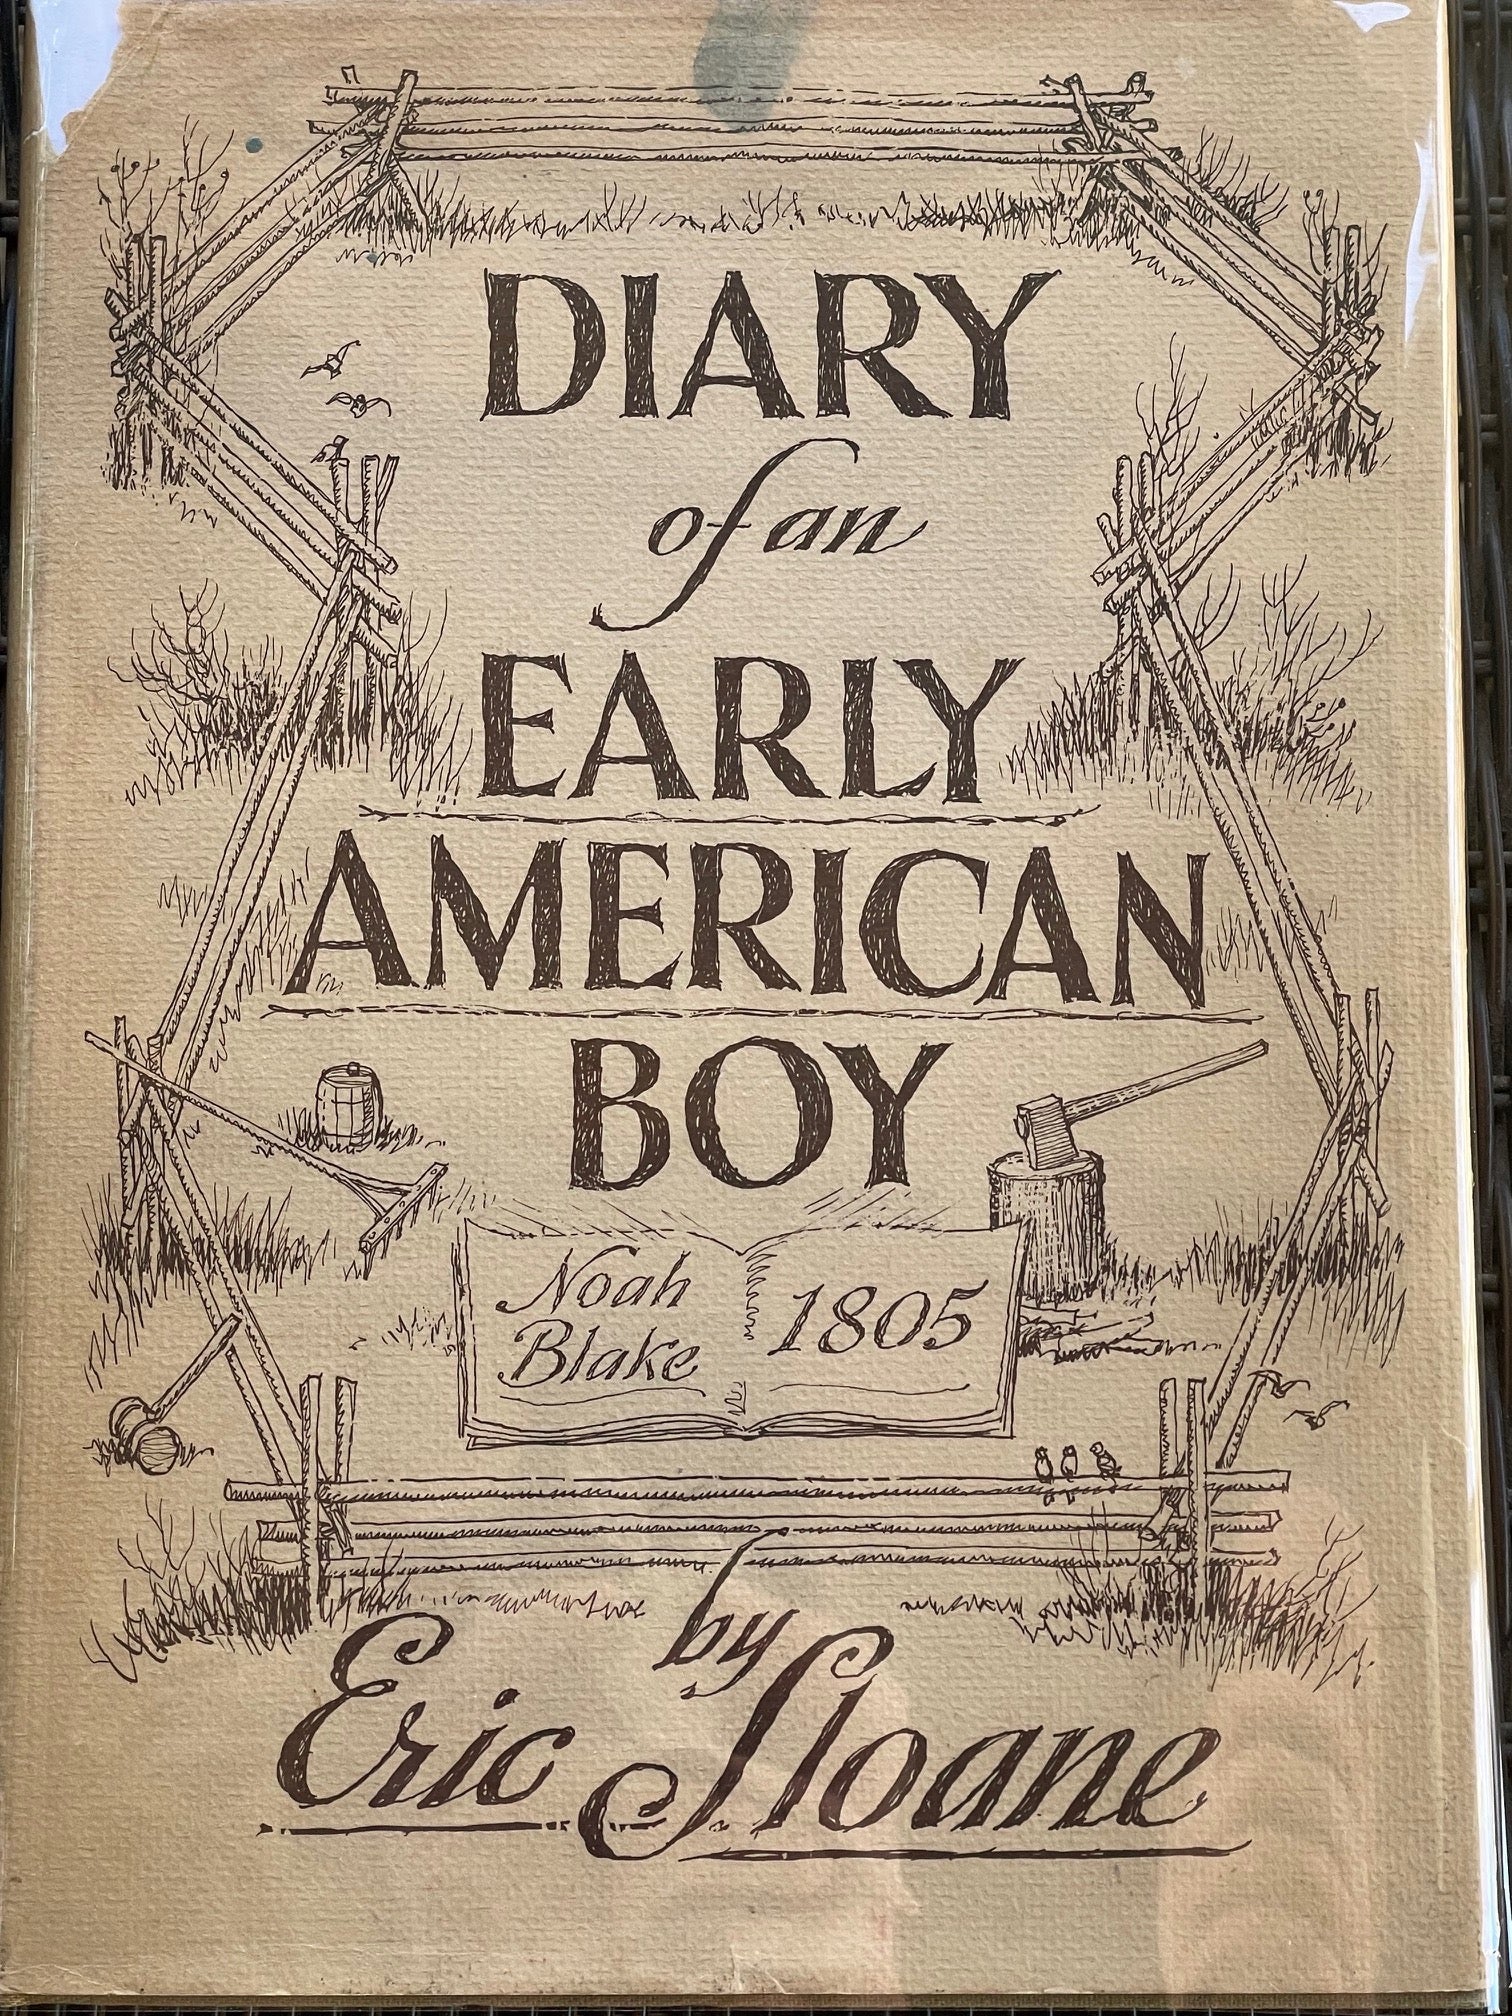 DIARY
of an
EARLY
AMERICAN
BOY
Noah
Blake
1805
by
Eric Sloane